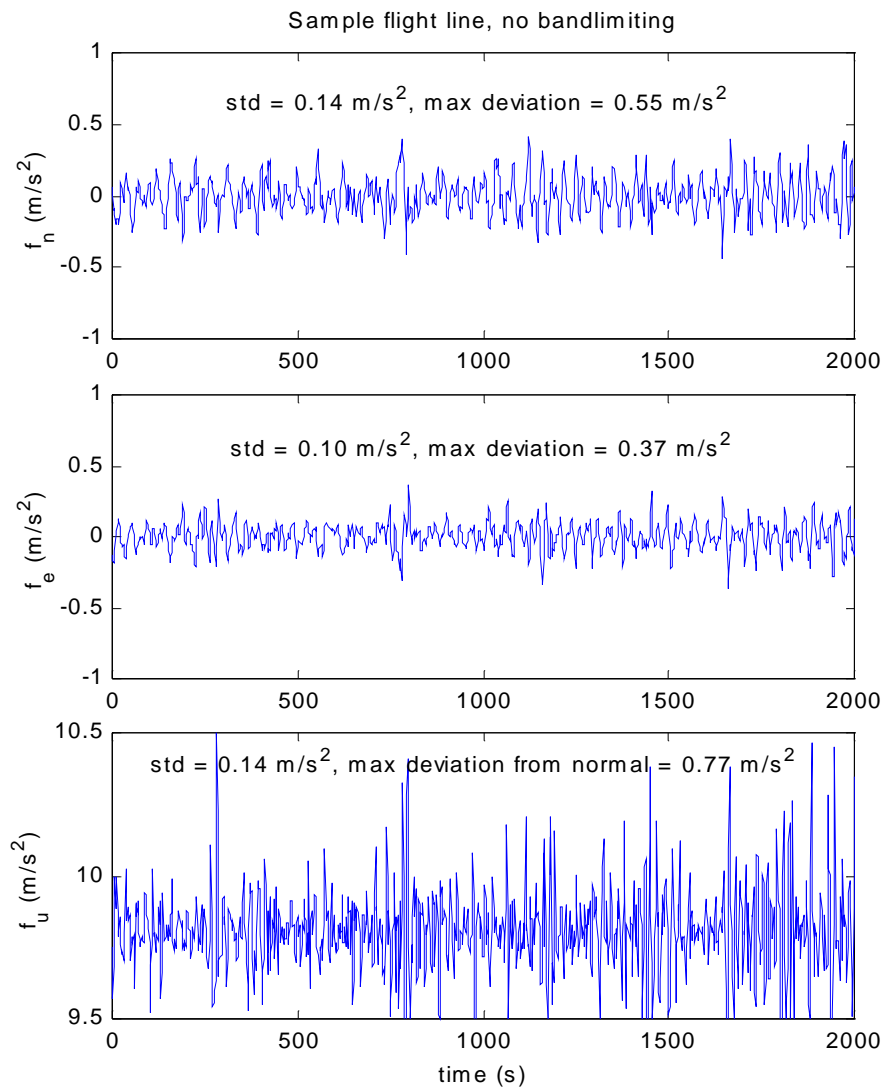 Sample flight line, no bandlimiting
1
std = 0.14 m/s², max deviation = 0.55 m/s²
0.5
f_n (m/s²)
0
-0.5
-1
0 500 1000 1500 2000
1
std = 0.10 m/s², max deviation = 0.37 m/s²
0.5
f_e (m/s²)
0
-0.5
-1
0 500 1000 1500 2000
10.5
std = 0.14 m/s², max deviation from normal = 0.77 m/s²
f_u (m/s²)
10
9.5
0 500 1000 1500 2000
time (s)